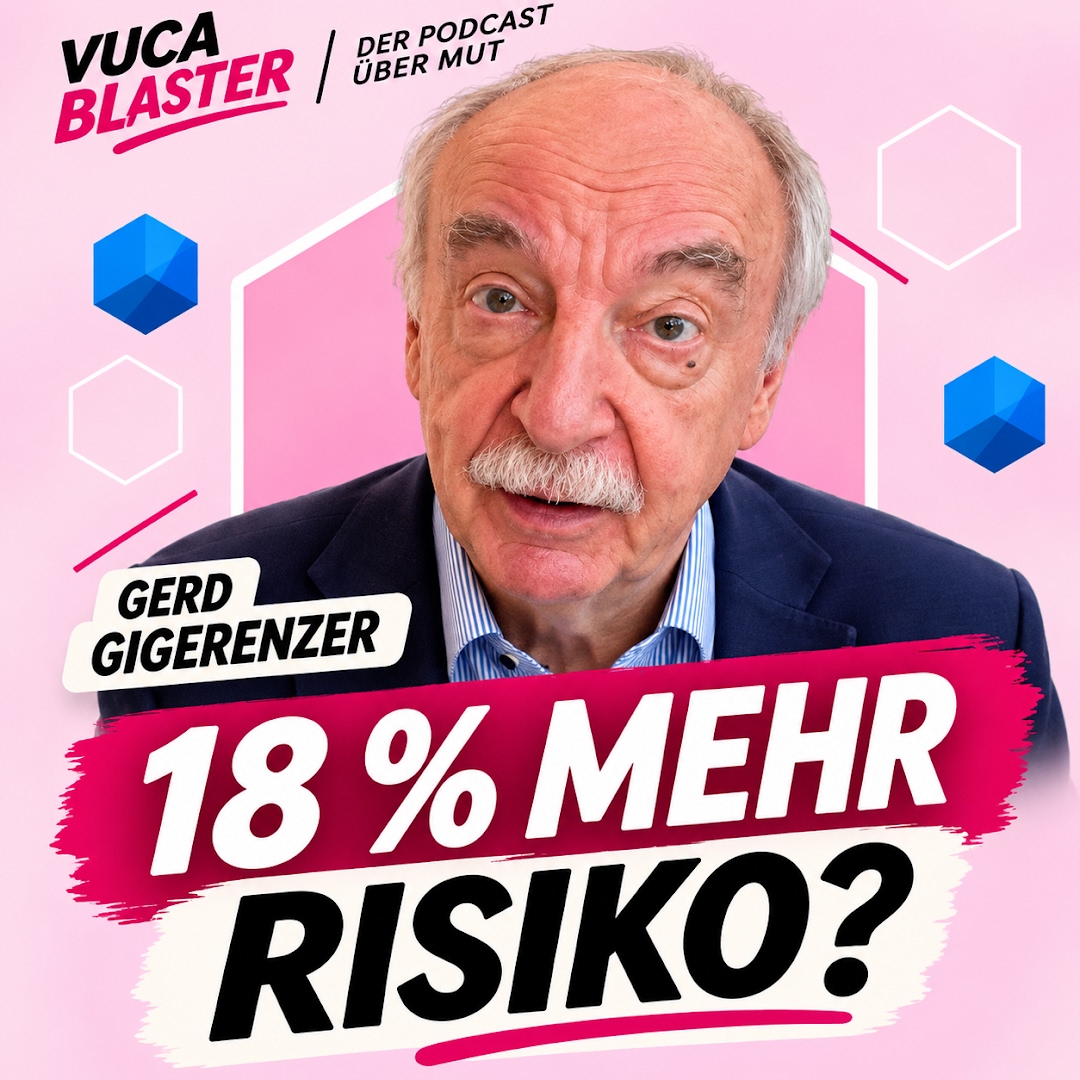 VUCA
BLASTER
DER PODCAST
ÜBER MUT
GERD
GIGERENZER
18 % MEHR
RISIKO?